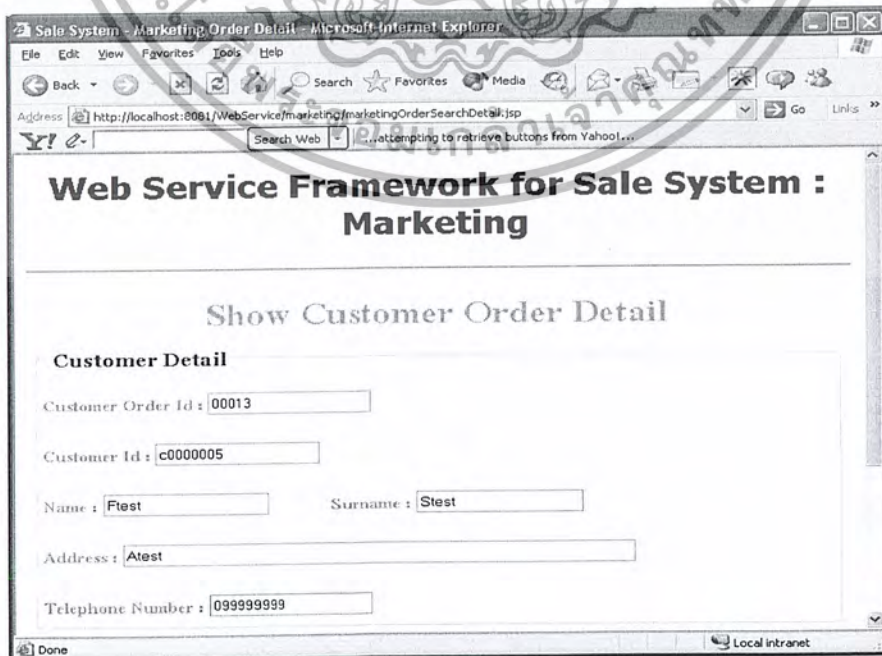 Sale System - Marketing Order Detail - Microsoft Internet Explorer
File Edit View Favorites Tools Help
Back Search Favorites Media
Address http://localhost:8081/WebService/marketing/marketingOrderSearchDetail.jsp Go Links »
Y! Search Web ...attempting to retrieve buttons from Yahoo!...
Web Service Framework for Sale System :
Marketing
Show Customer Order Detail
Customer Detail
Customer Order Id : 00013
Customer Id : c0000005
Name : Ftest Surname : Stest
Address : Atest
Telephone Number : 099999999
Done Local intranet